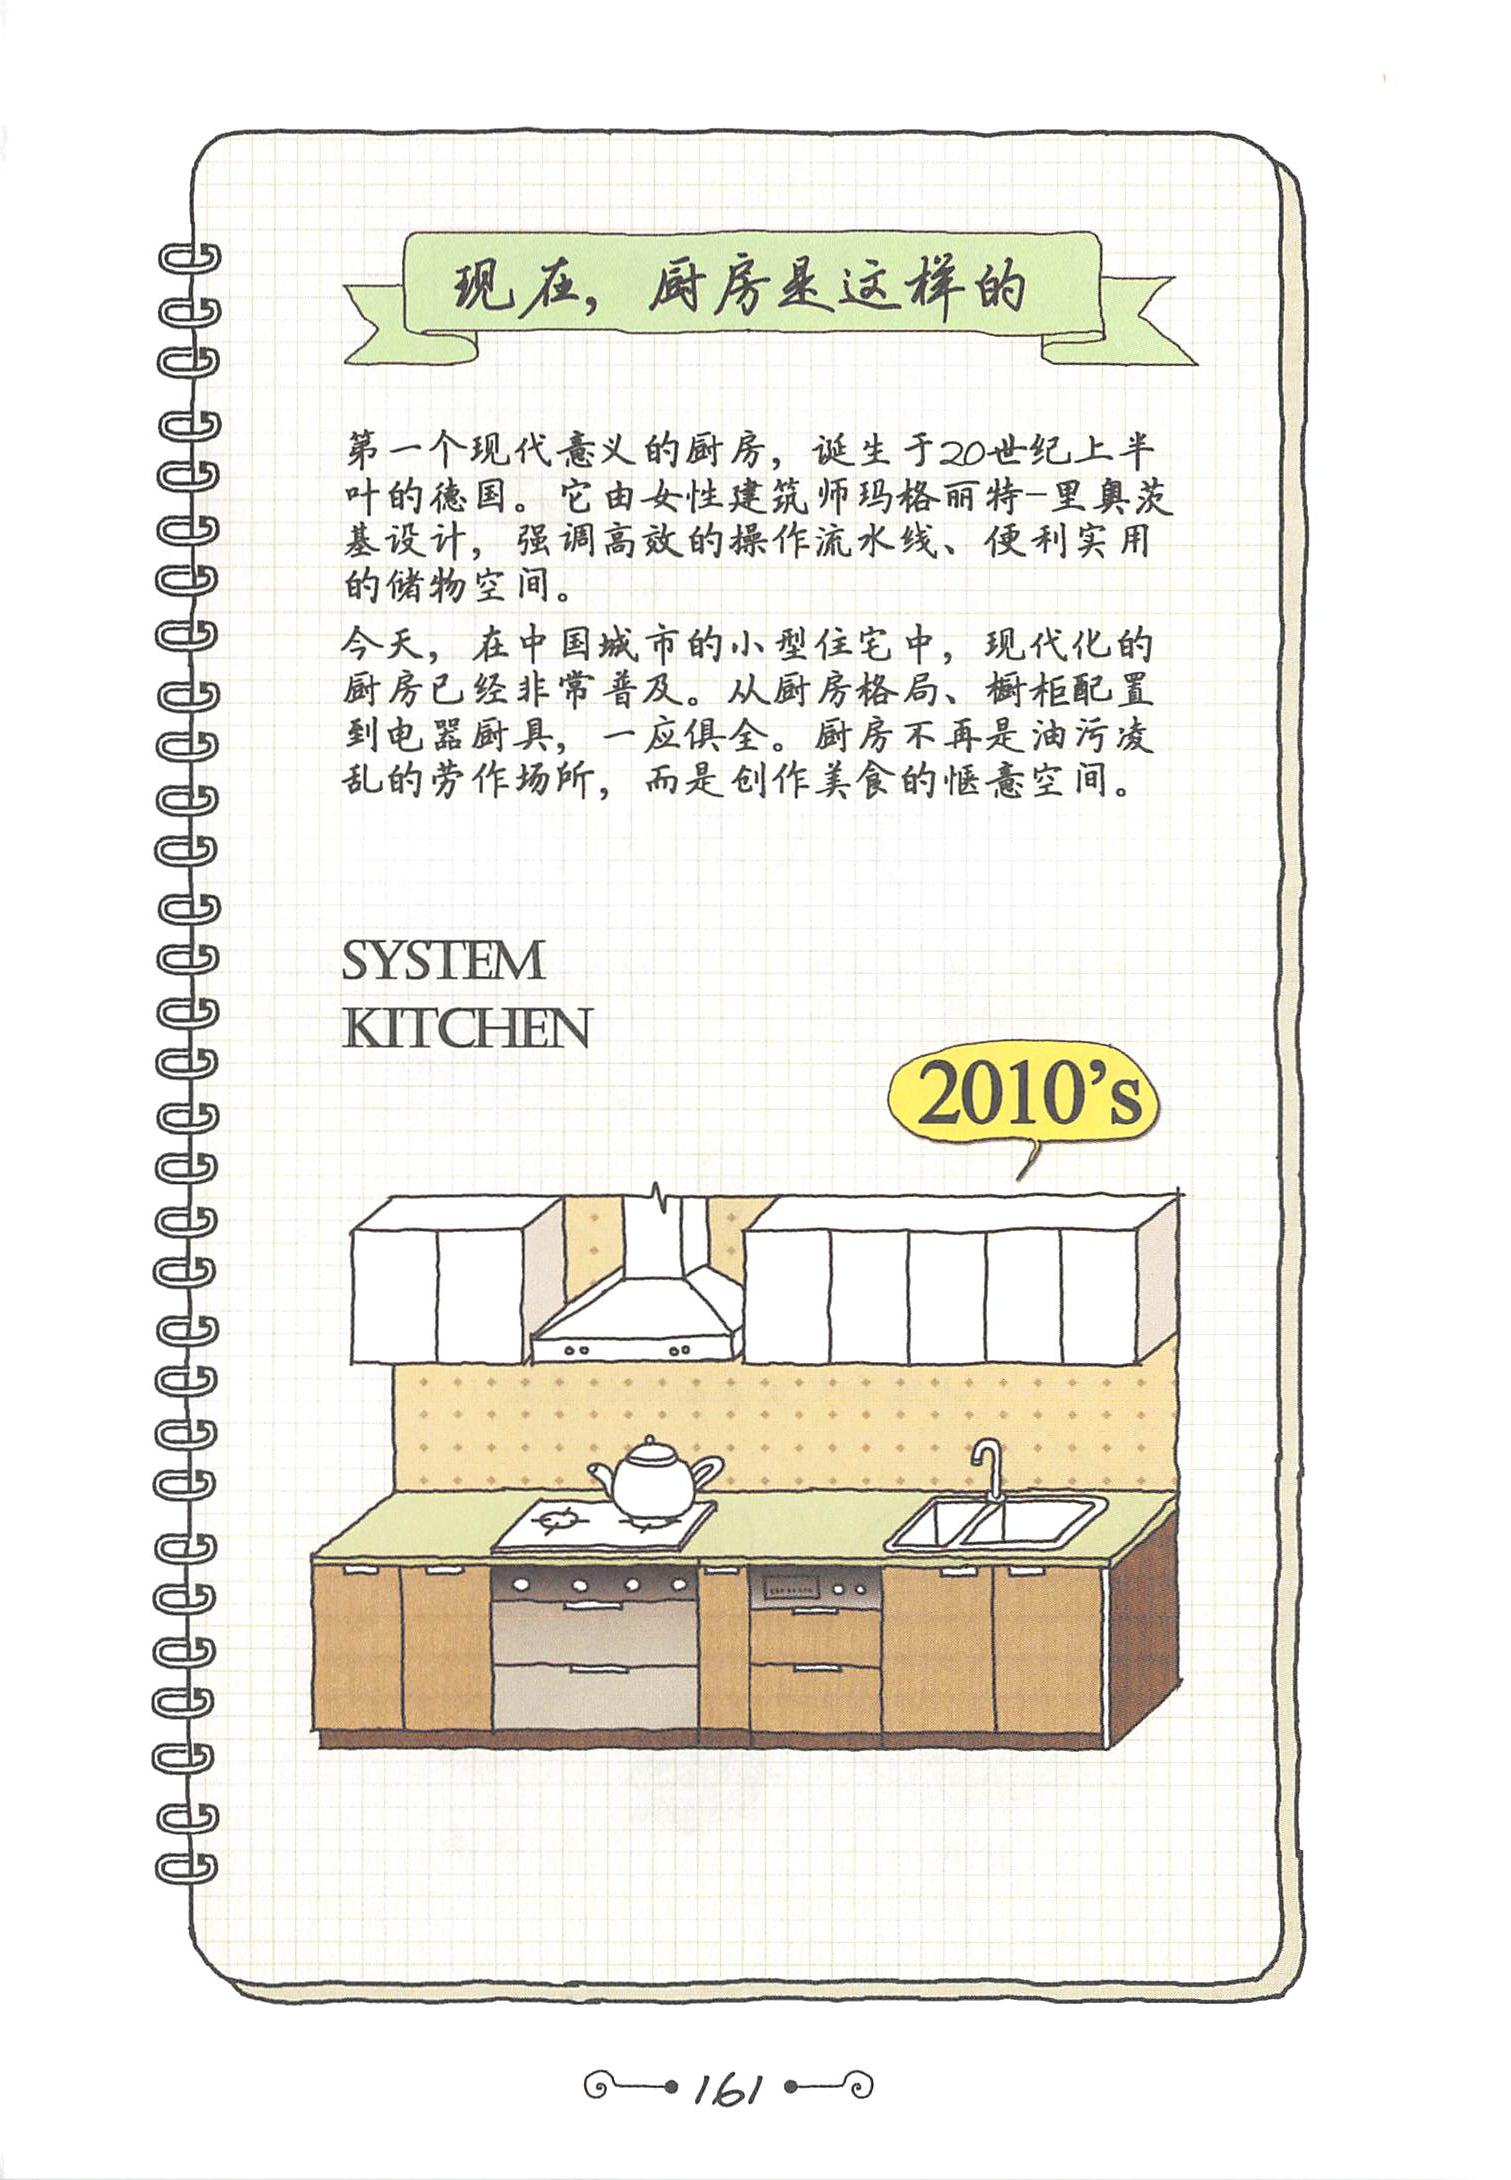 现在，厨房是这样的
第一个现代意义的厨房，诞生于20世纪上半
叶的德国。它由女性建筑师玛格丽特-里奥茨
基设计，强调高效的操作流水线、便利实用
的储物空间。
今天，在中国城市的小型住宅中，现代化的
厨房已经非常普及。从厨房格局、橱柜配置
到电器厨具，一应俱全。厨房不再是油污凌
乱的劳作场所，而是创作美食的惬意空间。
SYSTEM
KITCHEN
2010's
161